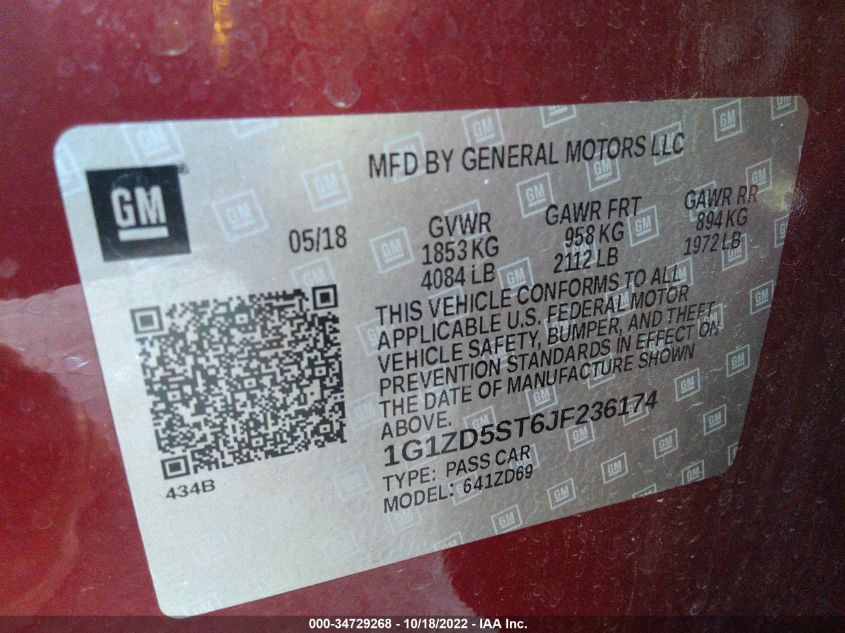 MFD BY GENERAL MOTORS LLC
GM
05/18
GVWR
1853 KG
4084 LB
GAWR FRT
958 KG
2112 LB
GAWR RR
894 KG
1972 LB
THIS VEHICLE CONFORMS TO ALL
APPLICABLE U.S. FEDERAL MOTOR
VEHICLE SAFETY, BUMPER, AND THEFT
PREVENTION STANDARDS IN EFFECT ON
THE DATE OF MANUFACTURE SHOWN
ABOVE.
1G1ZD5ST6JF236174
TYPE: PASS CAR
MODEL: 641ZD69
434B
000-34729268 - 10/18/2022 - IAA Inc.